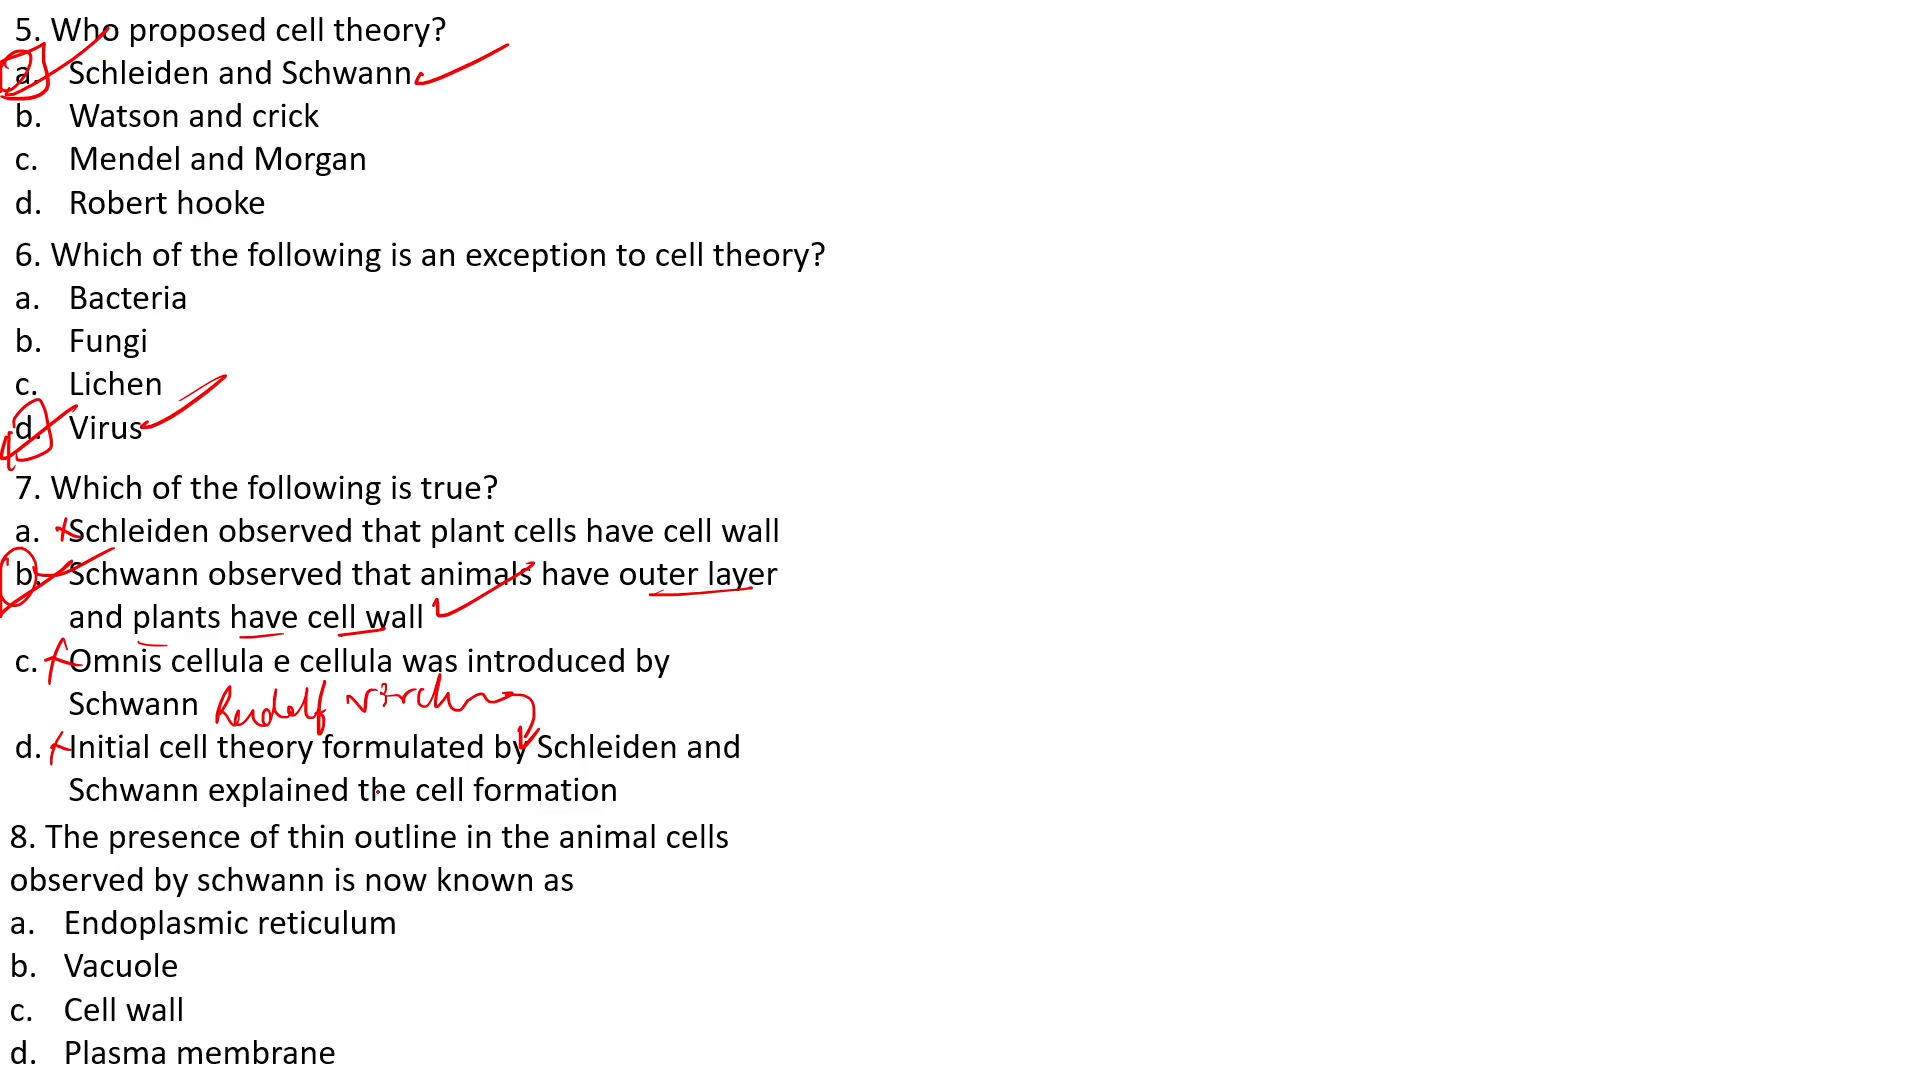 5. Who proposed cell theory?
a. Schleiden and Schwann
b. Watson and crick
c. Mendel and Morgan
d. Robert hooke
6. Which of the following is an exception to cell theory?
a. Bacteria
b. Fungi
c. Lichen
d. Virus
7. Which of the following is true?
a. Schleiden observed that plant cells have cell wall
b. Schwann observed that animals have outer layer
and plants have cell wall
c. Omnis cellula e cellula was introduced by
Schwann Rudolf
d. Initial cell theory formulated by Schleiden and
Schwann explained the cell formation
8. The presence of thin outline in the animal cells
observed by schwann is now known as
a. Endoplasmic reticulum
b. Vacuole
c. Cell wall
d. Plasma membrane